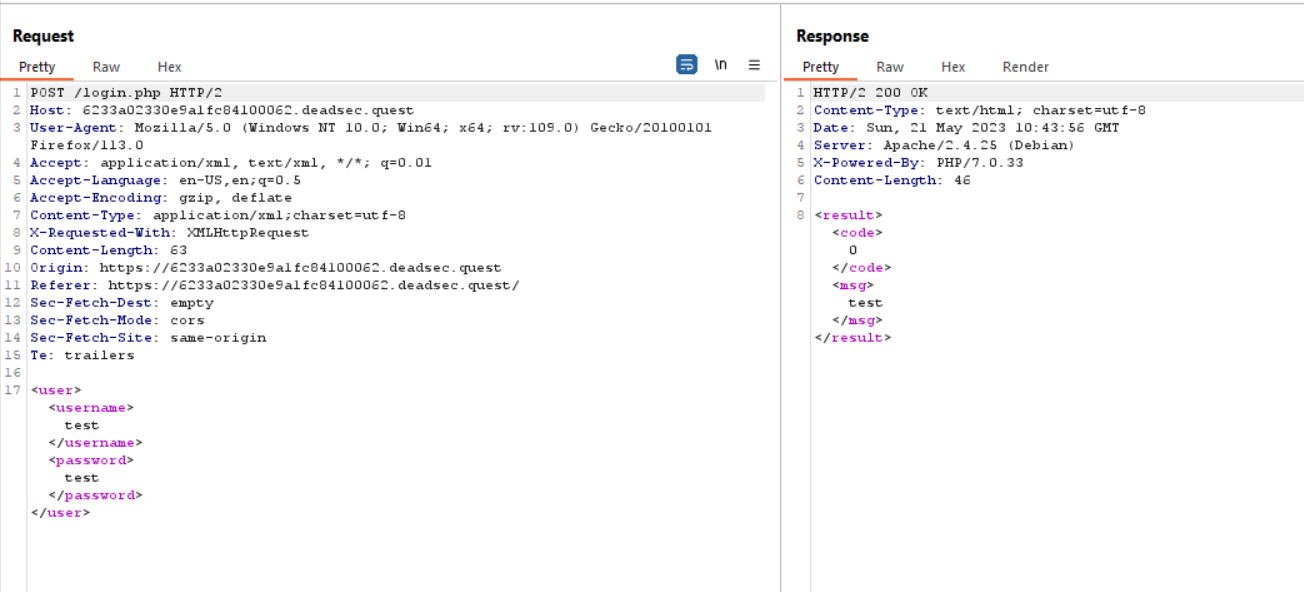 Request
Pretty Raw Hex \n
1 POST /login.php HTTP/2
2 Host: 6233a02330e9a1fc84100062.deadsec.quest
3 User-Agent: Mozilla/5.0 (Windows NT 10.0; Win64; x64; rv:109.0) Gecko/20100101
Firefox/113.0
4 Accept: application/xml, text/xml, */*; q=0.01
5 Accept-Language: en-US,en;q=0.5
6 Accept-Encoding: gzip, deflate
7 Content-Type: application/xml;charset=utf-8
8 X-Requested-With: XMLHttpRequest
9 Content-Length: 63
10 Origin: https://6233a02330e9a1fc84100062.deadsec.quest
11 Referer: https://6233a02330e9a1fc84100062.deadsec.quest/
12 Sec-Fetch-Dest: empty
13 Sec-Fetch-Mode: cors
14 Sec-Fetch-Site: same-origin
15 Te: trailers
16
17 <user>
<username>
test
</username>
<password>
test
</password>
</user>
Response
Pretty Raw Hex Render
1 HTTP/2 200 OK
2 Content-Type: text/html; charset=utf-8
3 Date: Sun, 21 May 2023 10:43:56 GMT
4 Server: Apache/2.4.25 (Debian)
5 X-Powered-By: PHP/7.0.33
6 Content-Length: 46
7
8 <result>
<code>
0
</code>
<msg>
test
</msg>
</result>